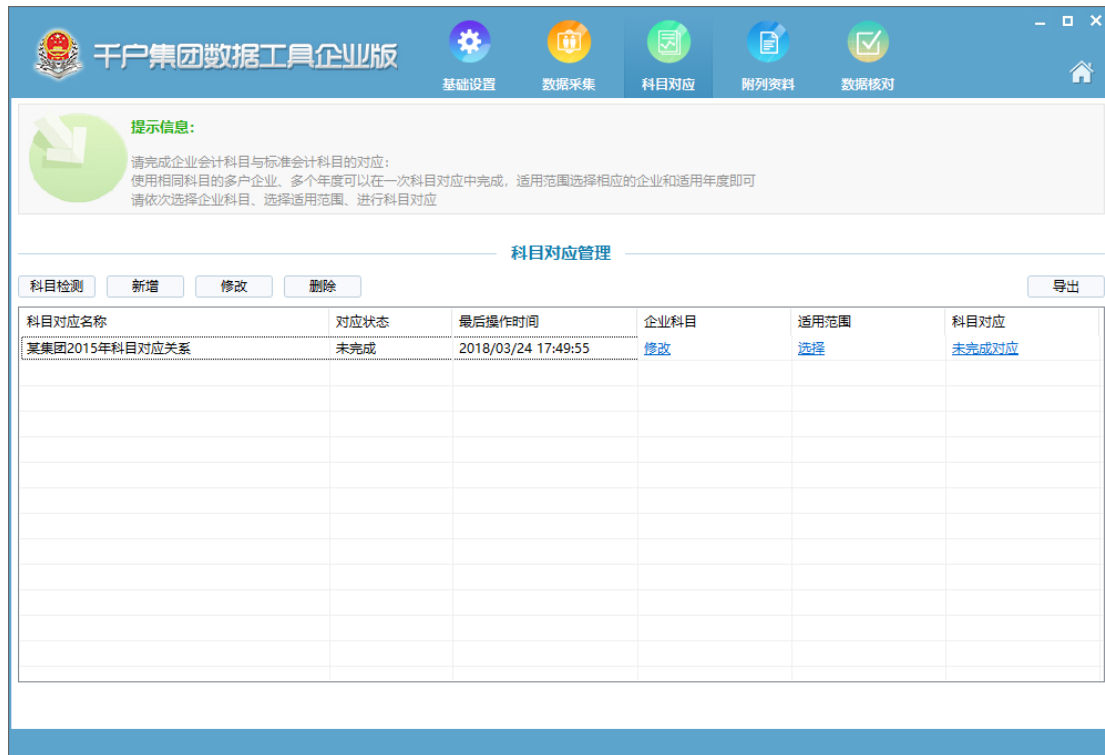 千户集团数据工具企业版
基础设置 数据采集 科目对应 附列资料 数据核对
提示信息：
请完成企业会计科目与标准会计科目的对应：
使用相同科目的多户企业、多个年度可以在一次科目对应中完成，适用范围选择相应的企业和适用年度即可
请依次选择企业科目、选择适用范围、进行科目对应
科目对应管理
科目检测 新增 修改 删除 导出
科目对应名称 对应状态 最后操作时间 企业科目 适用范围 科目对应
某集团2015年科目对应关系 未完成 2018/03/24 17:49:55 修改 选择 未完成对应